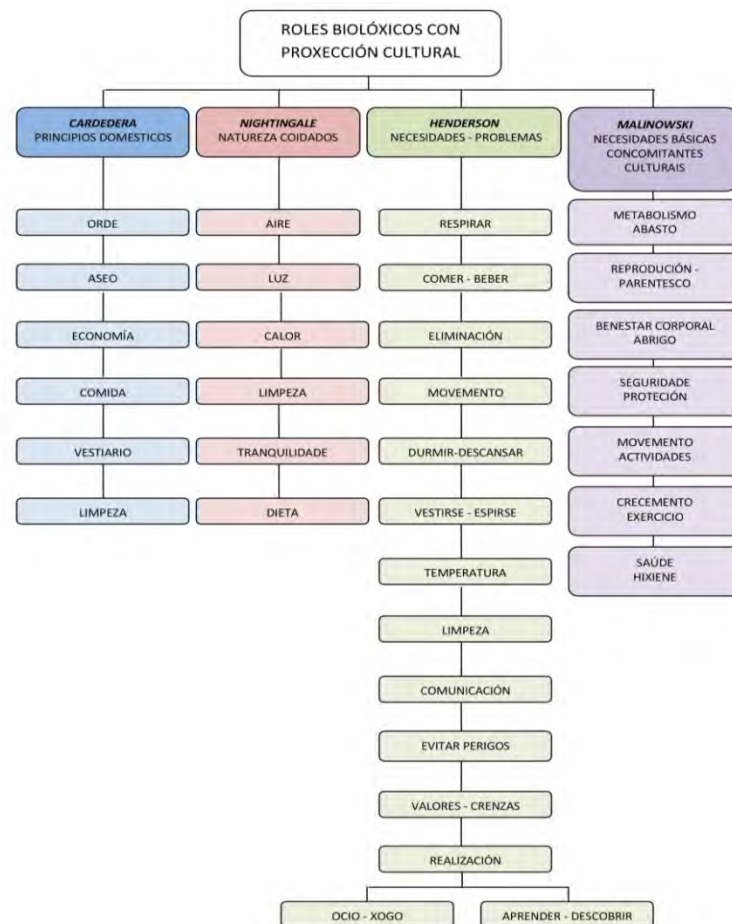 ROLES BIOLÓXICOS CON
PROXECCIÓN CULTURAL
CARDEDERA
PRINCIPIOS DOMESTICOS
ORDE
ASEO
ECONOMÍA
COMIDA
VESTIARIO
LIMPEZA
NIGHTINGALE
NATUREZA COIDADOS
AIRE
LUZ
CALOR
LIMPEZA
TRANQUILIDADE
DIETA
HENDERSON
NECESIDADES - PROBLEMAS
RESPIRAR
COMER - BEBER
ELIMINACIÓN
MOVEMENTO
DURMIR-DESCANSAR
VESTIRSE - ESPIRSE
TEMPERATURA
LIMPEZA
COMUNICACIÓN
EVITAR PERIGOS
VALORES - CRENZAS
REALIZACIÓN
OCIO - XOGO
APRENDER - DESCOBRIR
MALINOWSKI
NECESIDADES BÁSICAS
CONCOMITANTES
CULTURAIS
METABOLISMO
ABASTO
REPRODUCIÓN -
PARENTESCO
BENESTAR CORPORAL
ABRIGO
SEGURIDADE
PROTECIÓN
MOVEMENTO
ACTIVIDADES
CRECEMENTO
EXERCICIO
SAÚDE
HIXIENE